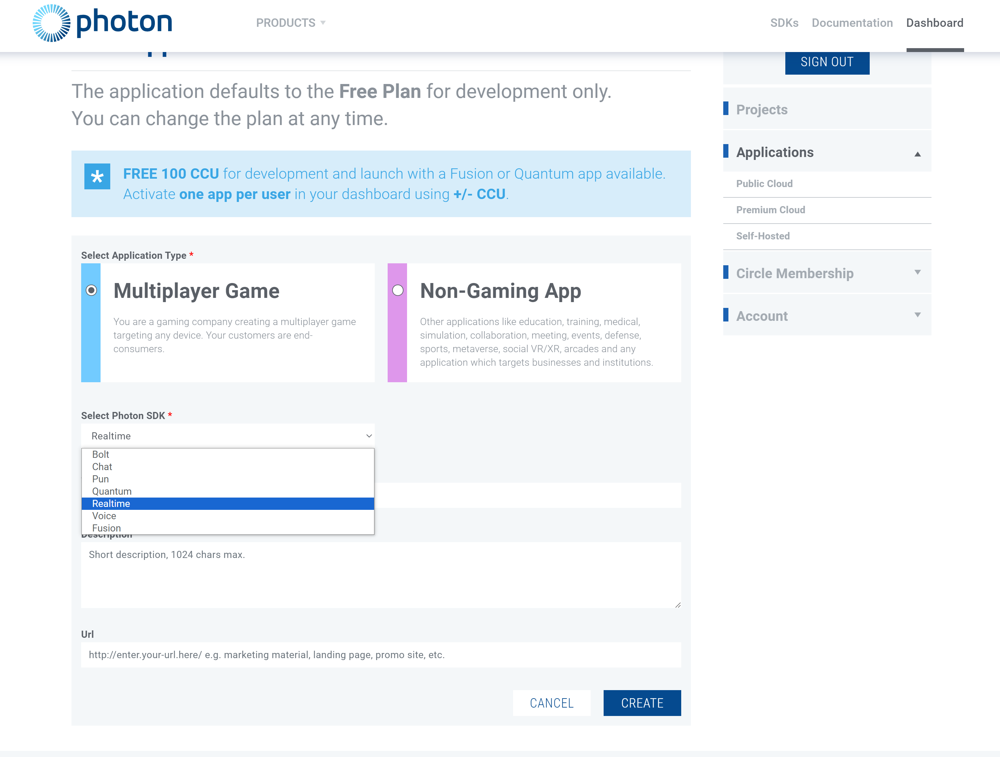 photon
PRODUCTS
SDKs
Documentation
Dashboard
SIGN OUT
The application defaults to the Free Plan for development only.
You can change the plan at any time.
* FREE 100 CCU for development and launch with a Fusion or Quantum app available.
Activate one app per user in your dashboard using +/- CCU.
Select Application Type *
Multiplayer Game
You are a gaming company creating a multiplayer game
targeting any device. Your customers are end-
consumers.
Non-Gaming App
Other applications like education, training, medical,
simulation, collaboration, meeting, events, defense,
sports, metaverse, social VR/XR, arcades and any
application which targets businesses and institutions.
Select Photon SDK *
Realtime
Bolt
Chat
Pun
Quantum
Realtime
Voice
Fusion
Description
Short description, 1024 chars max.
Url
http://enter.your-url.here/ e.g. marketing material, landing page, promo site, etc.
CANCEL
CREATE
Projects
Applications
Public Cloud
Premium Cloud
Self-Hosted
Circle Membership
Account